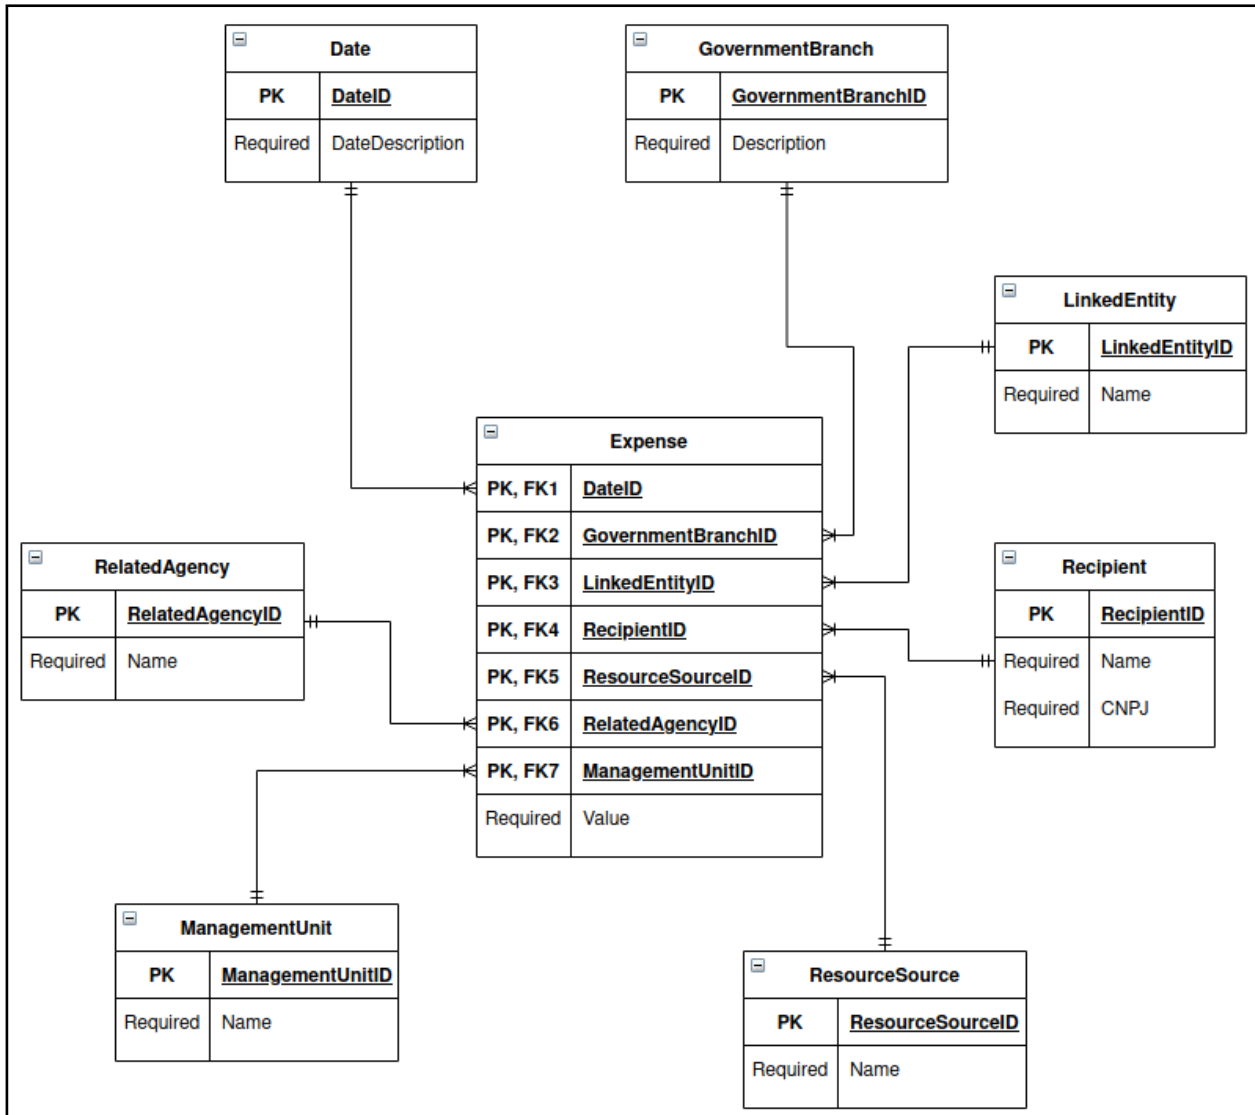 Date
PK DateID
Required DateDescription
GovernmentBranch
PK GovernmentBranchID
Required Description
LinkedEntity
PK LinkedEntityID
Required Name
Expense
PK, FK1 DateID
PK, FK2 GovernmentBranchID
PK, FK3 LinkedEntityID
PK, FK4 RecipientID
PK, FK5 ResourceSourceID
PK, FK6 RelatedAgencyID
PK, FK7 ManagementUnitID
Required Value
RelatedAgency
PK RelatedAgencyID
Required Name
Recipient
PK RecipientID
Required Name
Required CNPJ
ManagementUnit
PK ManagementUnitID
Required Name
ResourceSource
PK ResourceSourceID
Required Name